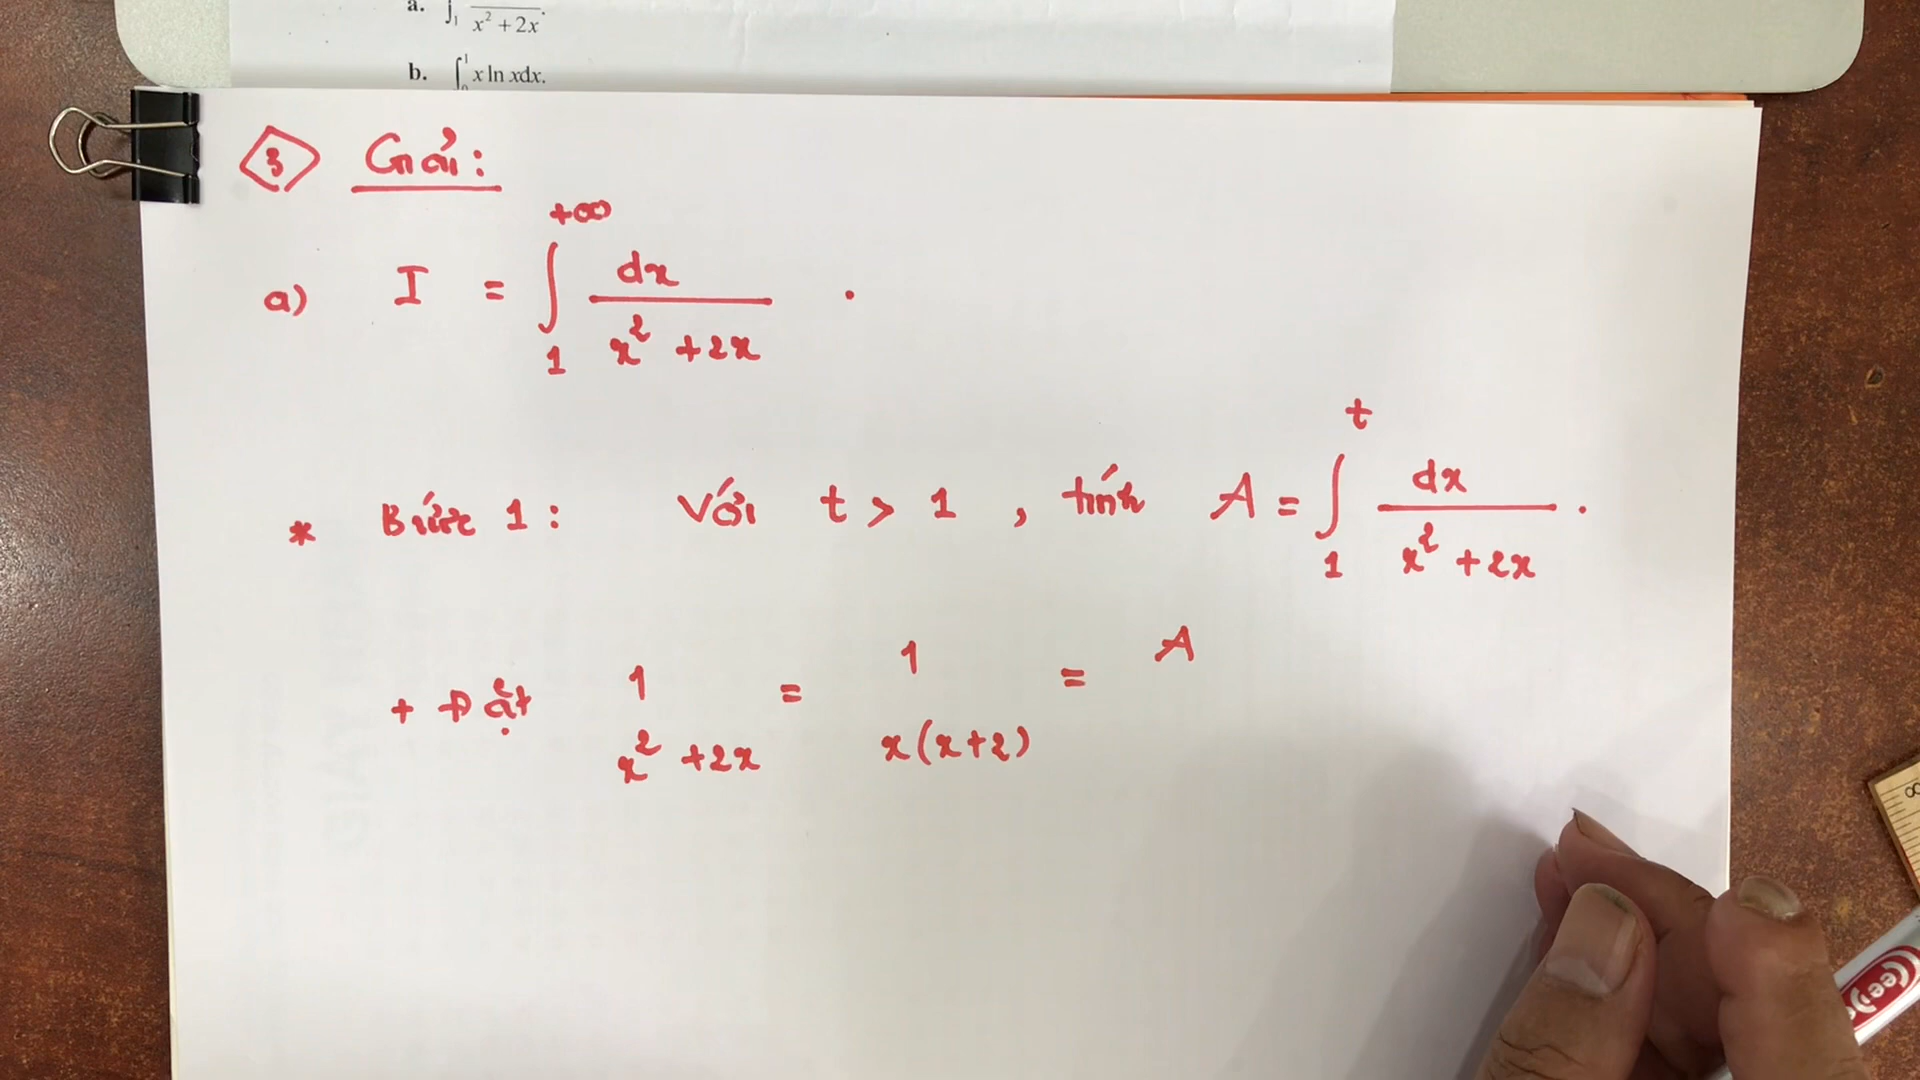 a. ∫₁ x² + 2x.
b. ∫₀¹ x ln xdx.
3 Giải:
a) I = ∫₁^{+∞} dx / (x² + 2x) .
* Bước 1: Với t > 1 , tính A = ∫₁^t dx / (x² + 2x) .
+ Đặt 1 / x² + 2x = 1 / x(x+2) = A